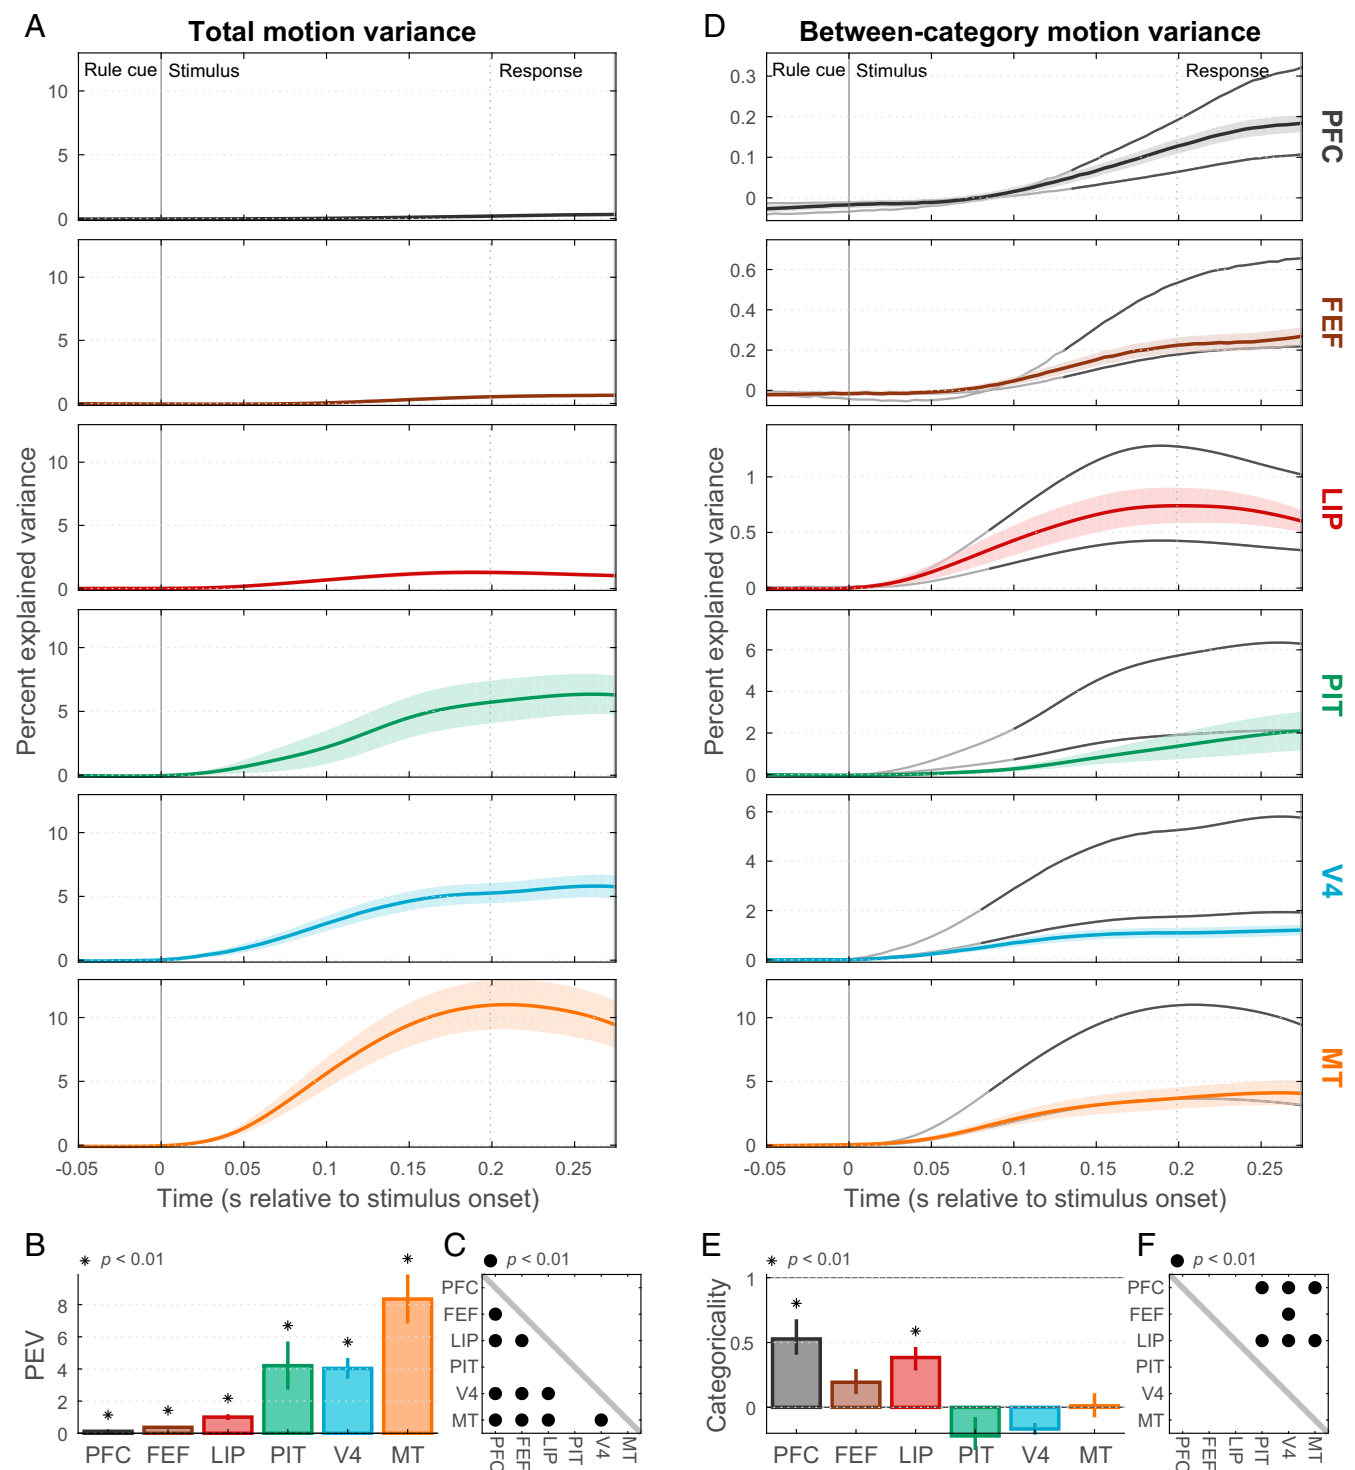 A
Total motion variance
Rule cue
Stimulus
Response
10
5
0
10
5
0
10
5
0
10
5
0
10
5
0
10
5
0
Percent explained variance
-0.05
0
0.05
0.1
0.15
0.2
0.25
Time (s relative to stimulus onset)
D
Between-category motion variance
Rule cue
Stimulus
Response
0.3
0.2
0.1
0
PFC
0.6
0.4
0.2
0
FEF
1
0.5
0
LIP
6
4
2
0
PIT
6
4
2
0
V4
10
5
0
MT
Percent explained variance
-0.05
0
0.05
0.1
0.15
0.2
0.25
Time (s relative to stimulus onset)
B
* p < 0.01
PEV
8
6
4
2
0
* * * * * *
PFC FEF LIP PIT V4 MT
C
● p < 0.01
PFC
FEF
LIP
PIT
V4
MT
PFC FEF LIP PIT V4 MT
E
* p < 0.01
Categoricality
1
0.5
0
* *
PFC FEF LIP PIT V4 MT
F
● p < 0.01
PFC
FEF
LIP
PIT
V4
MT
PFC FEF LIP PIT V4 MT